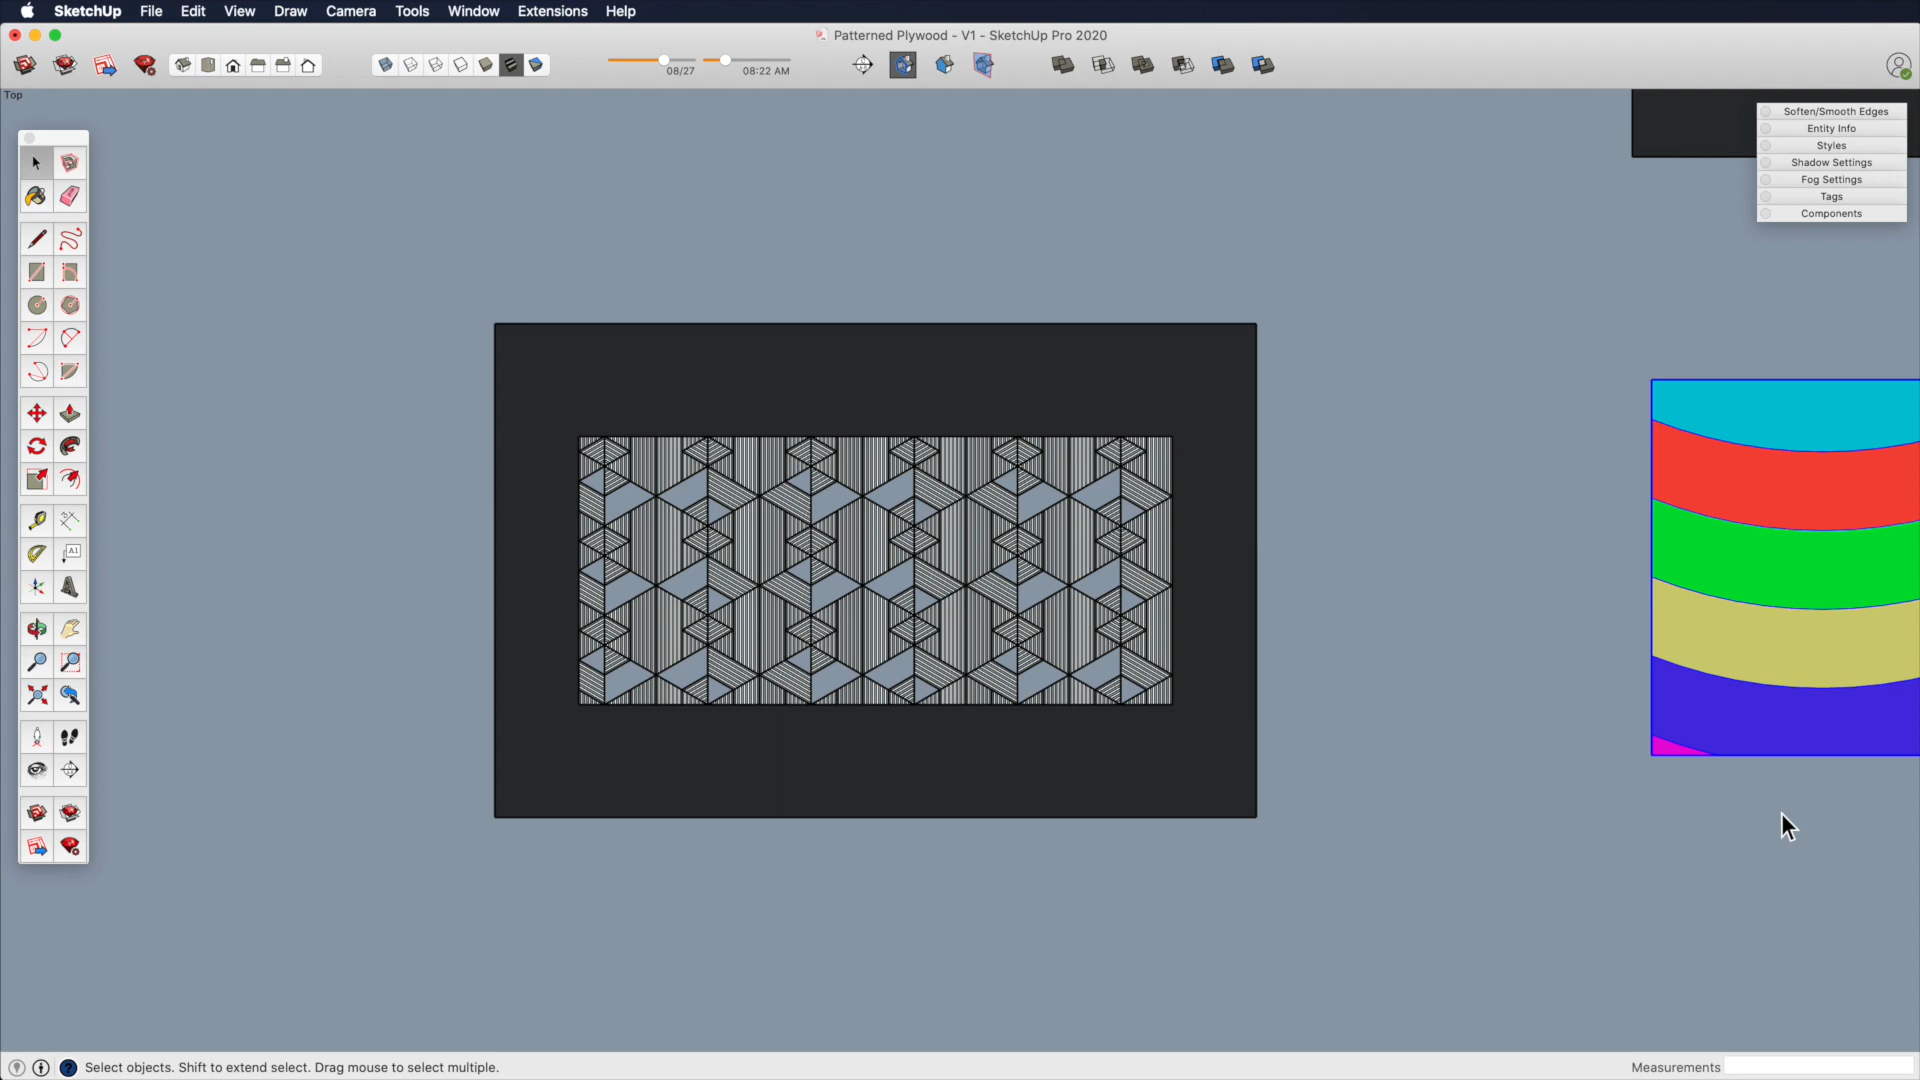 SketchUp File Edit View Draw Camera Tools Window Extensions Help
Patterned Plywood - V1 - SketchUp Pro 2020
08/27 08:22 AM
Top
Soften/Smooth Edges
Entity Info
Styles
Shadow Settings
Fog Settings
Tags
Components
A1
Select objects. Shift to extend select. Drag mouse to select multiple.
Measurements